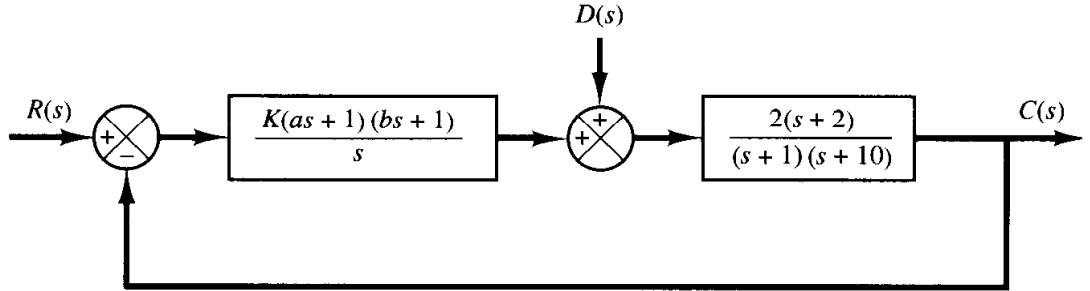 D(s)
R(s)
+
−
K(as + 1) (bs + 1)
s
+
+
2(s + 2)
(s + 1) (s + 10)
C(s)